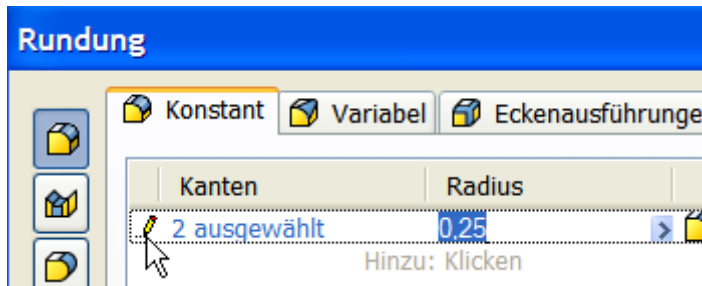 Rundung
Konstant Variabel Eckenausführunge
Kanten Radius
2 ausgewählt 0,25
Hinzu: Klicken